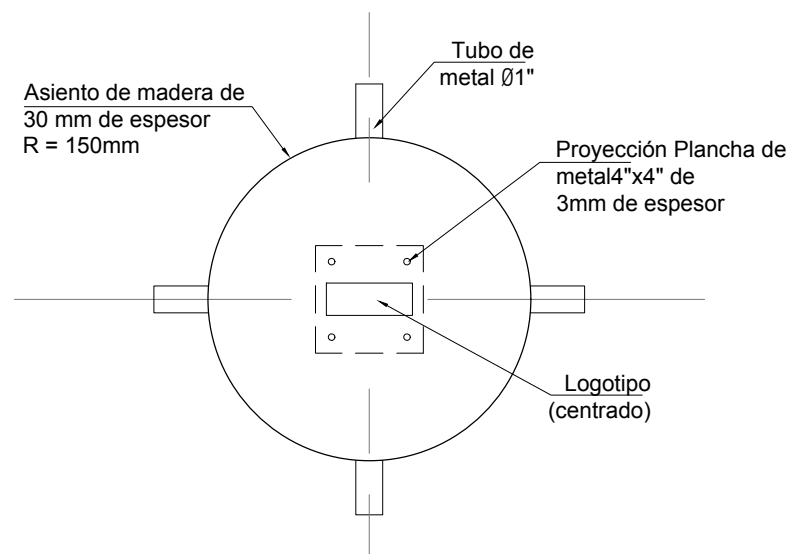 Tubo de
metal Ø1"
Asiento de madera de
30 mm de espesor
R = 150mm
Proyección Plancha de
metal4"x4" de
3mm de espesor
Logotipo
(centrado)